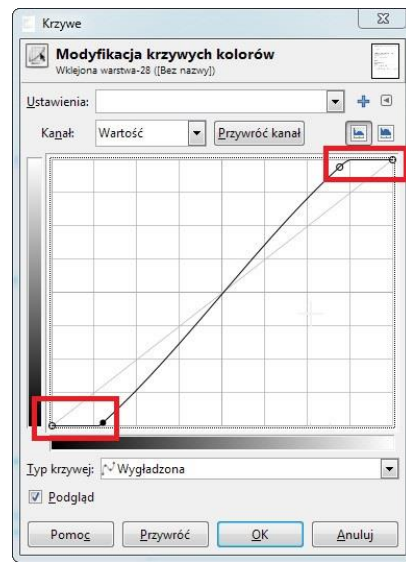 Krzywe
Modyfikacja krzywych kolorów
Wklejona warstwa-28 ([Bez nazwy])
Ustawienia:
Kanał: Wartość Przywróć kanał
Typ krzywej: Wygładzona
Podgląd
Pomoc Przywróć OK Anuluj